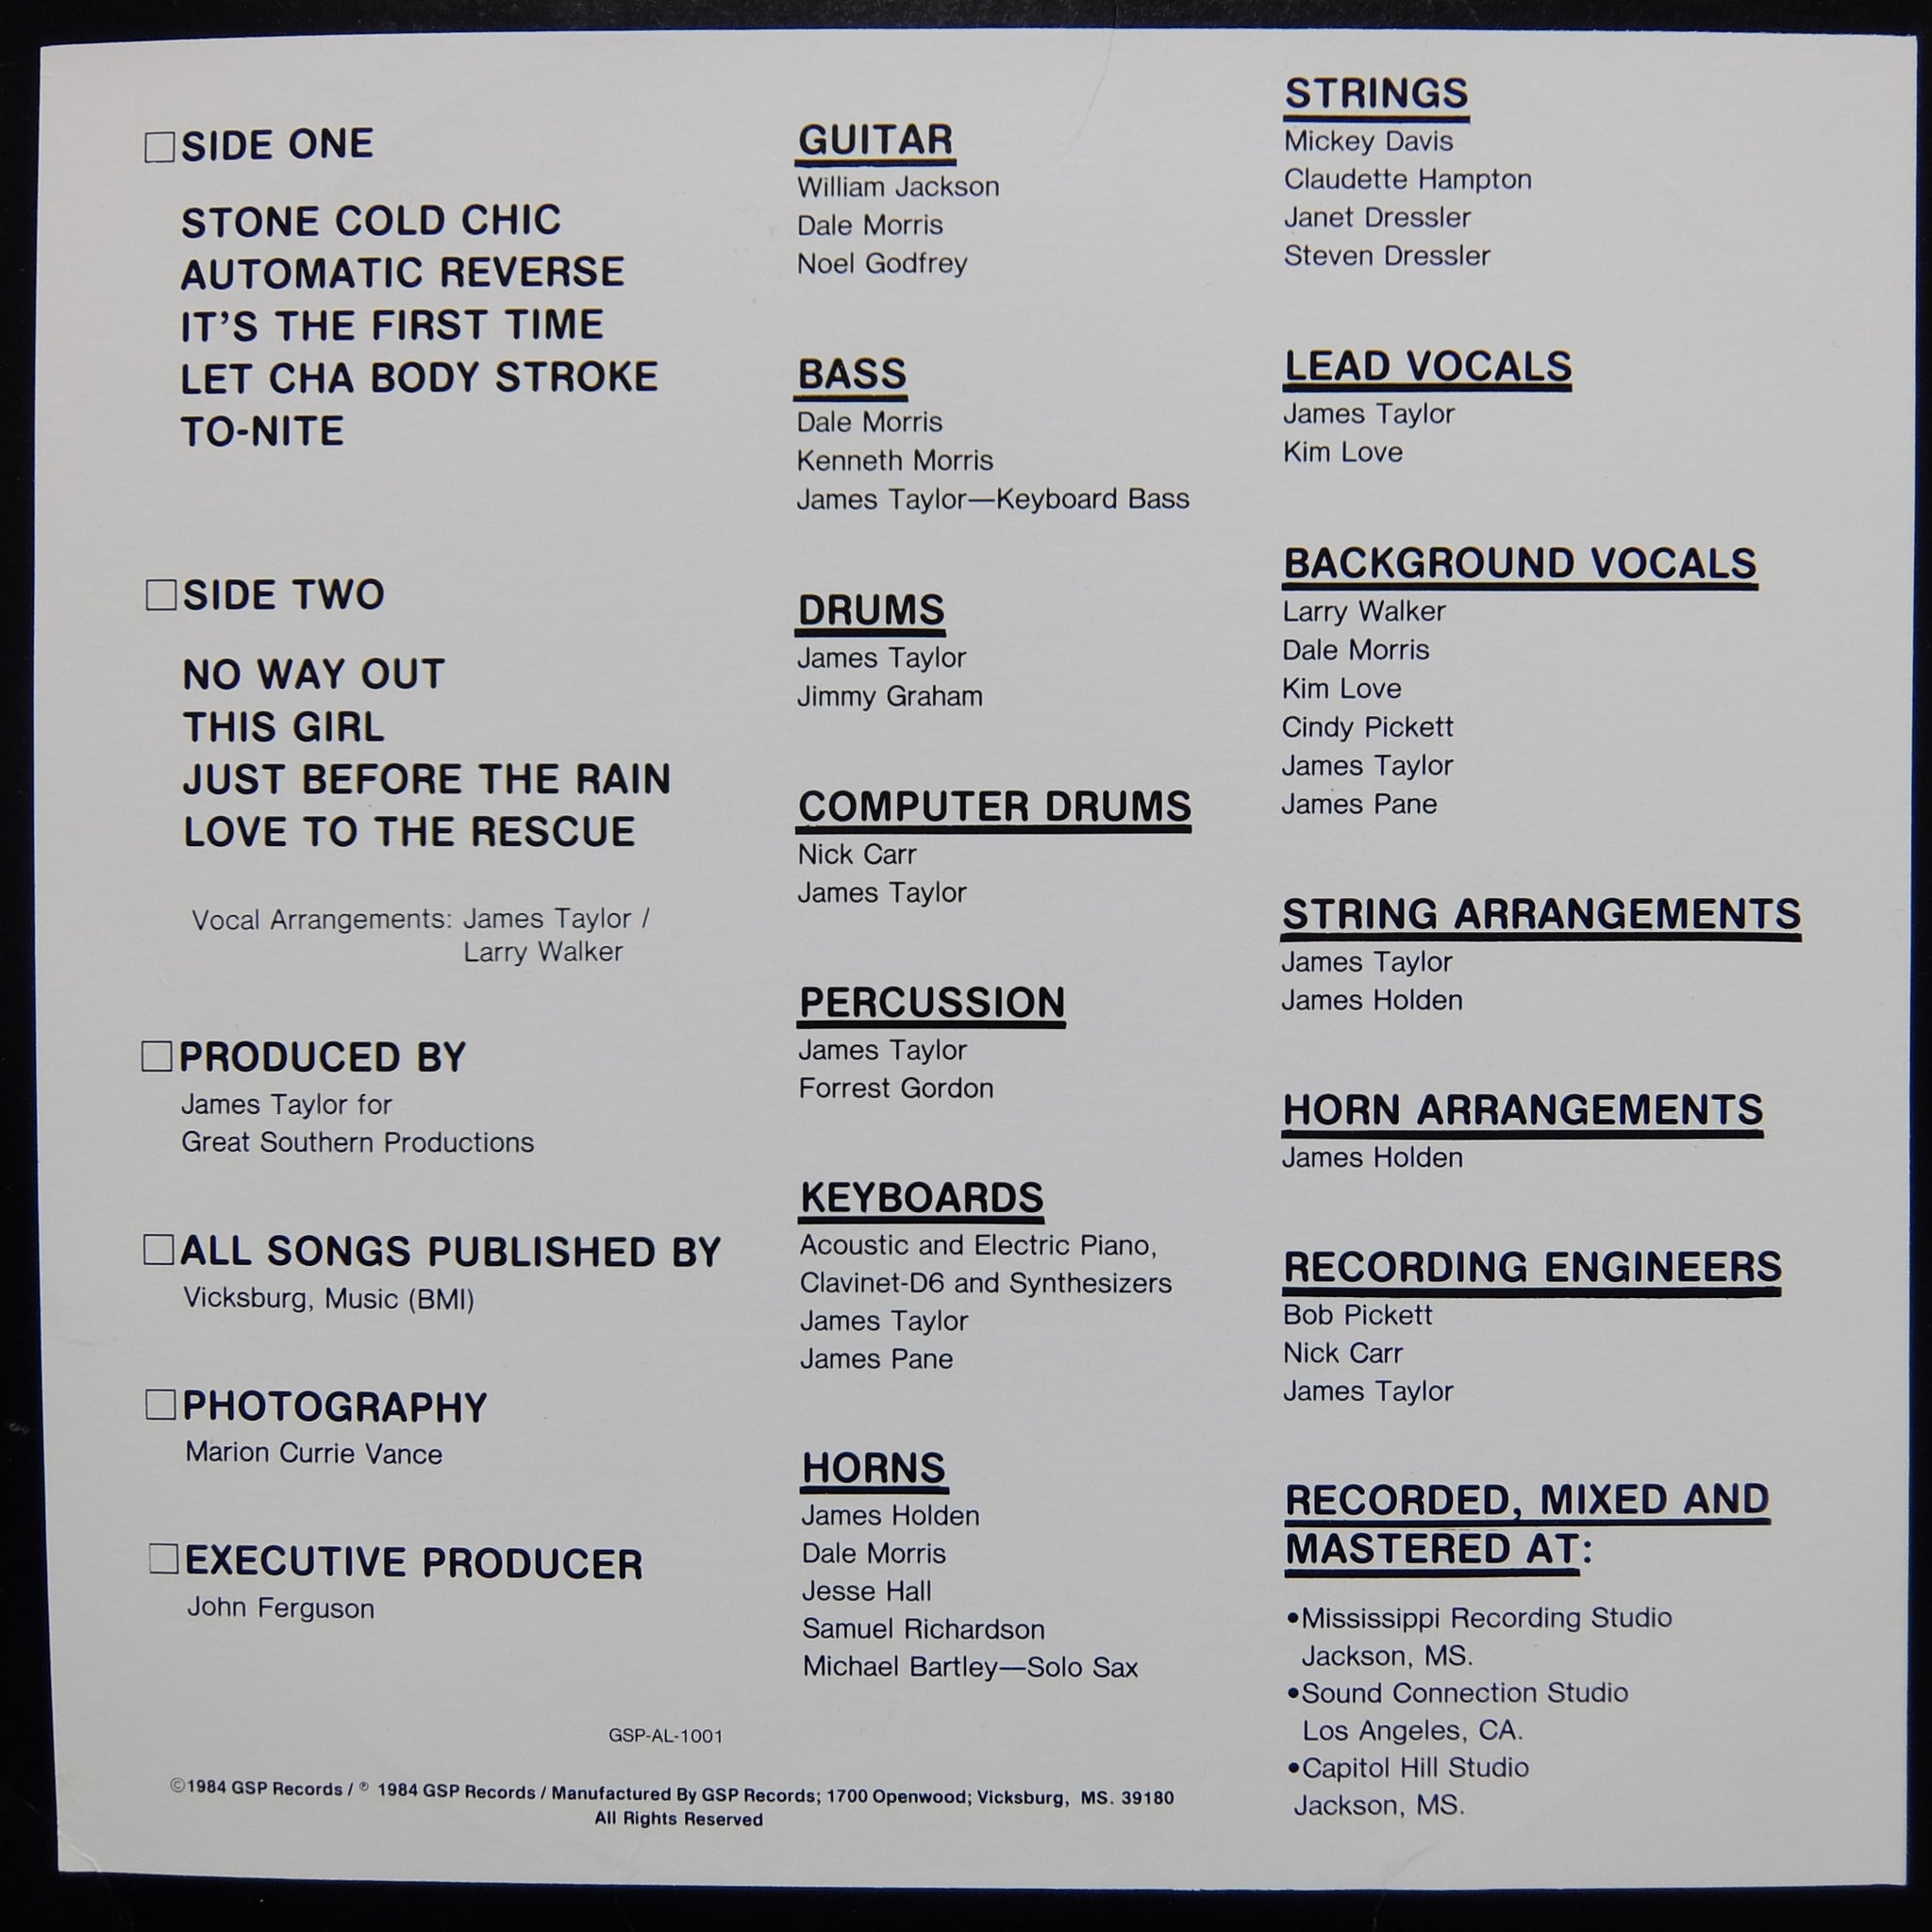 SIDE ONE
STONE COLD CHIC
AUTOMATIC REVERSE
IT'S THE FIRST TIME
LET CHA BODY STROKE
TO-NITE
SIDE TWO
NO WAY OUT
THIS GIRL
JUST BEFORE THE RAIN
LOVE TO THE RESCUE
Vocal Arrangements: James Taylor /
Larry Walker
PRODUCED BY
James Taylor for
Great Southern Productions
ALL SONGS PUBLISHED BY
Vicksburg, Music (BMI)
PHOTOGRAPHY
Marion Currie Vance
EXECUTIVE PRODUCER
John Ferguson
GUITAR
William Jackson
Dale Morris
Noel Godfrey
BASS
Dale Morris
Kenneth Morris
James Taylor—Keyboard Bass
DRUMS
James Taylor
Jimmy Graham
COMPUTER DRUMS
Nick Carr
James Taylor
PERCUSSION
James Taylor
Forrest Gordon
KEYBOARDS
Acoustic and Electric Piano,
Clavinet-D6 and Synthesizers
James Taylor
James Pane
HORNS
James Holden
Dale Morris
Jesse Hall
Samuel Richardson
Michael Bartley—Solo Sax
STRINGS
Mickey Davis
Claudette Hampton
Janet Dressler
Steven Dressler
LEAD VOCALS
James Taylor
Kim Love
BACKGROUND VOCALS
Larry Walker
Dale Morris
Kim Love
Cindy Pickett
James Taylor
James Pane
STRING ARRANGEMENTS
James Taylor
James Holden
HORN ARRANGEMENTS
James Holden
RECORDING ENGINEERS
Bob Pickett
Nick Carr
James Taylor
RECORDED, MIXED AND
MASTERED AT:
•Mississippi Recording Studio
Jackson, MS.
•Sound Connection Studio
Los Angeles, CA.
•Capitol Hill Studio
Jackson, MS.
GSP-AL-1001
©1984 GSP Records / ℗ 1984 GSP Records / Manufactured By GSP Records; 1700 Openwood; Vicksburg, MS. 39180
All Rights Reserved